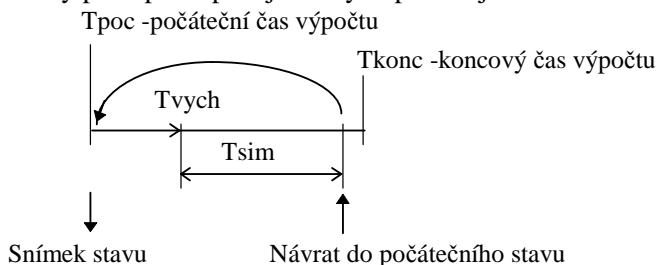 Tpoc -počáteční čas výpočtu
Tkonc -koncový čas výpočtu
Tvych
Tsim
Snímek stavu
Návrat do počátečního stavu